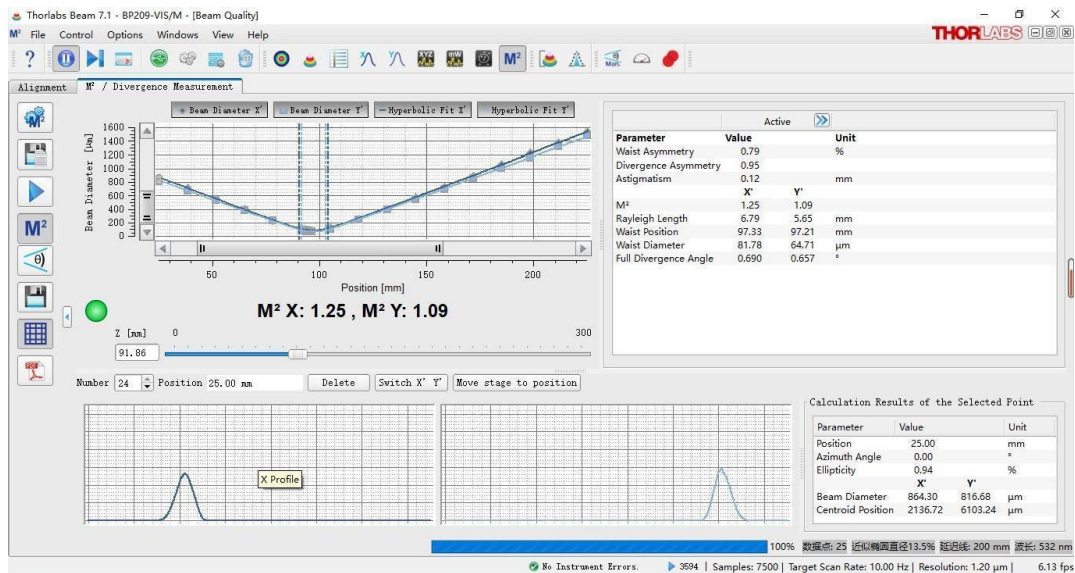 Thorlabs Beam 7.1 - BP209-VIS/M - [Beam Quality]
M² File Control Options Windows View Help
THORLABS
? XYZ mW M² Marc
Alignment M² / Divergence Measurement
Beam Diameter X' Beam Diameter Y' Hyperbolic Fit X' Hyperbolic Fit Y'
Beam Diameter [µm]
1600
1400
1200
1000
800
600
400
200
0
50 100 150 200
Position [mm]
M² X: 1.25 , M² Y: 1.09
Z [mm] 0 300
91.86
M²
M²
θ)
PDF
Active
Parameter Value Unit
Waist Asymmetry 0.79 %
Divergence Asymmetry 0.95
Astigmatism 0.12 mm
X' Y'
M² 1.25 1.09
Rayleigh Length 6.79 5.65 mm
Waist Position 97.33 97.21 mm
Waist Diameter 81.78 64.71 µm
Full Divergence Angle 0.690 0.657 °
Number 24 Position 25.00 mm Delete Switch X' Y' Move stage to position
X Profile
Calculation Results of the Selected Point
Parameter Value Unit
Position 25.00 mm
Azimuth Angle 0.00 °
Ellipticity 0.94 %
X' Y'
Beam Diameter 864.30 816.68 µm
Centroid Position 2136.72 6103.24 µm
100% 数据点: 25 近似椭圆直径13.5% 延迟线: 200 mm 波长: 532 nm
No Instrument Errors. 3594 | Samples: 7500 | Target Scan Rate: 10.00 Hz | Resolution: 1.20 µm | 6.13 fps